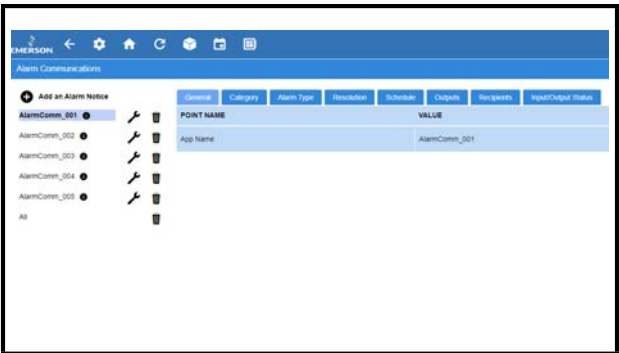 EMERSON
Alarm Communications
Add an Alarm Notice
General Category Alarm Type Resolution Schedule Outputs Recipients Input/Output Status
AlarmComm_001
POINT NAME VALUE
AlarmComm_002
App Name AlarmComm_001
AlarmComm_003
AlarmComm_004
AlarmComm_005
All